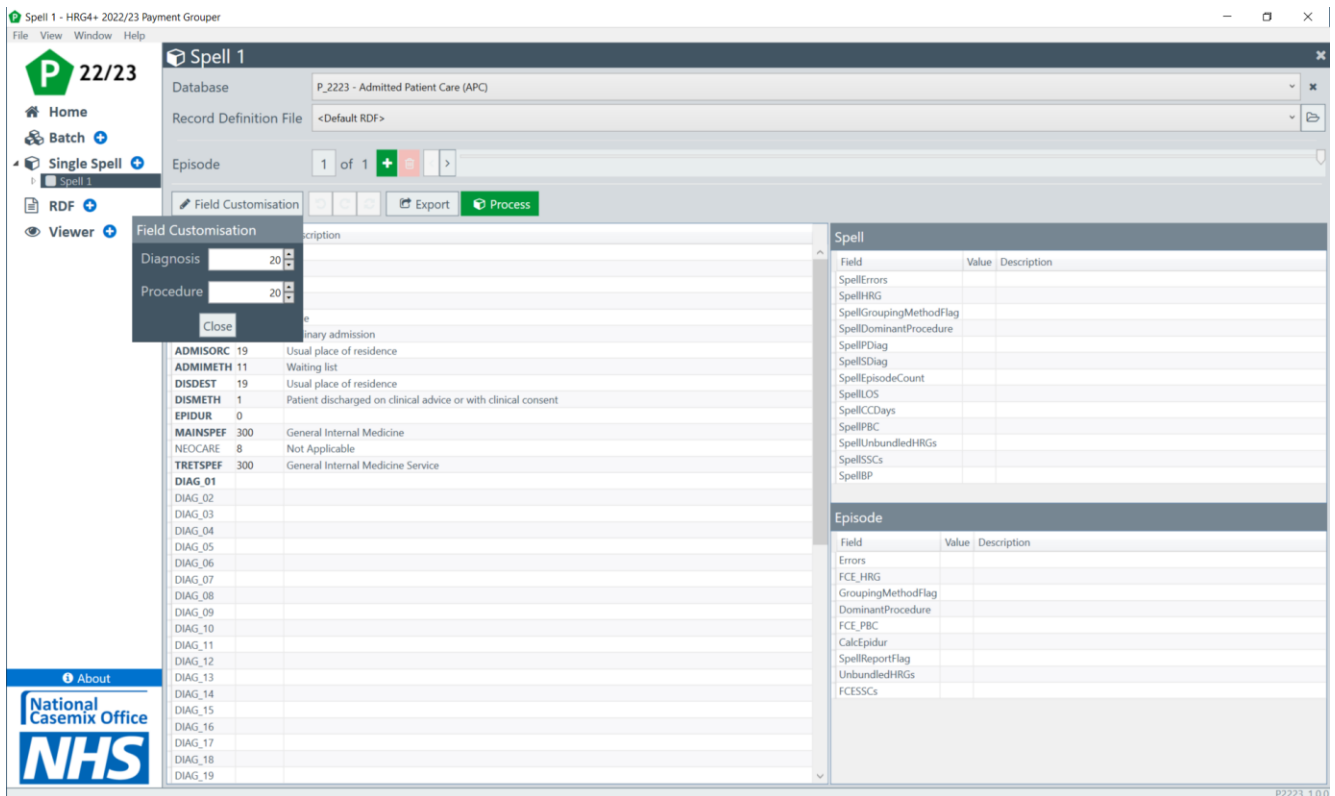 Spell 1 - HRG4+ 2022/23 Payment Grouper
File View Window Help
P 22/23
Home
Batch
Single Spell
Spell 1
RDF
Viewer
Spell 1
Database P_2223 - Admitted Patient Care (APC)
Record Definition File <Default RDF>
Episode 1 of 1 + >
Field Customisation Export Process
Field Customisation
Diagnosis 20
Procedure 20
Close
scription
e
inary admission
ADMISORC 19 Usual place of residence
ADMIMETH 11 Waiting list
DISDEST 19 Usual place of residence
DISMETH 1 Patient discharged on clinical advice or with clinical consent
EPIDUR 0
MAINSPEF 300 General Internal Medicine
NEOCARE 8 Not Applicable
TRETSPEF 300 General Internal Medicine Service
DIAG_01
DIAG_02
DIAG_03
DIAG_04
DIAG_05
DIAG_06
DIAG_07
DIAG_08
DIAG_09
DIAG_10
DIAG_11
DIAG_12
DIAG_13
DIAG_14
DIAG_15
DIAG_16
DIAG_17
DIAG_18
DIAG_19
Spell
Field Value Description
SpellErrors
SpellHRG
SpellGroupingMethodFlag
SpellDominantProcedure
SpellPDiag
SpellSDiag
SpellEpisodeCount
SpellLOS
SpellCCDays
SpellPBC
SpellUnbundledHRGs
SpellSSCs
SpellBP
Episode
Field Value Description
Errors
FCE_HRG
GroupingMethodFlag
DominantProcedure
FCE_PBC
CalcEpidur
SpellReportFlag
UnbundledHRGs
FCESSCs
About
National
Casemix Office
NHS
P2223_1.0.0